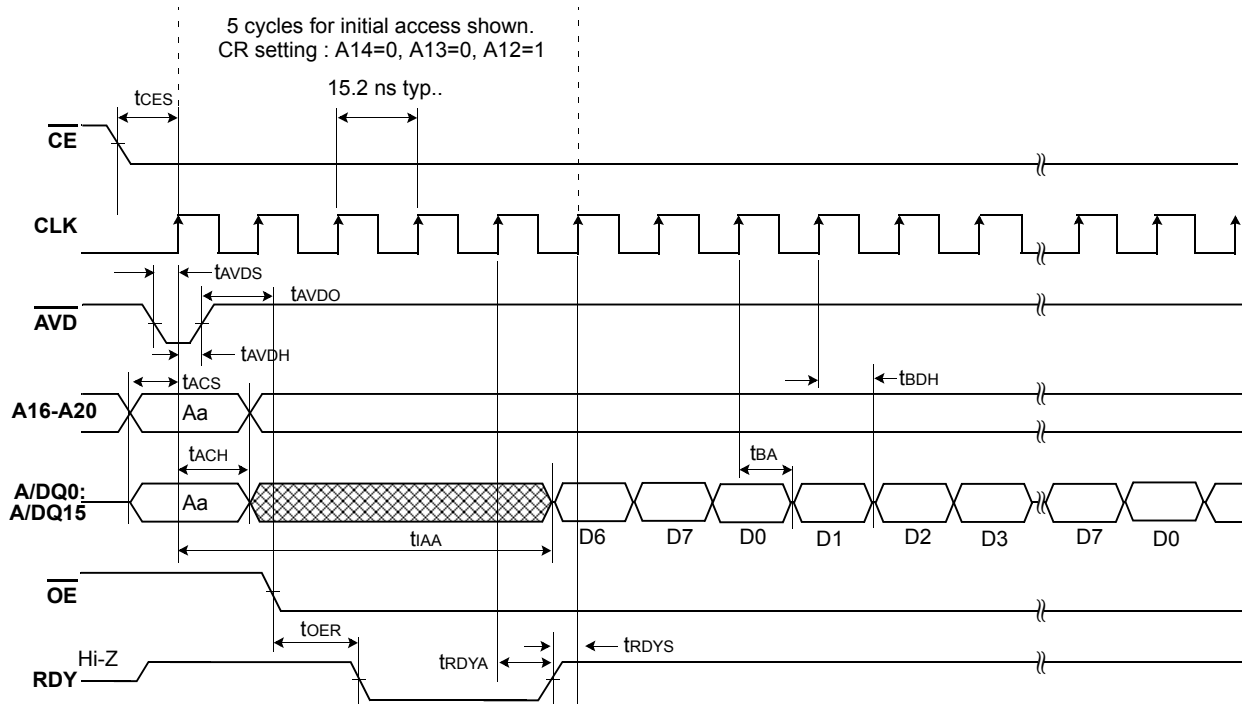 5 cycles for initial access shown.
CR setting : A14=0, A13=0, A12=1
15.2 ns typ..
tCES
CE
CLK
tAVDS
tAVDO
AVD
tAVDH
tACS
tBDH
A16-A20
Aa
tACH
tBA
A/DQ0:
A/DQ15
Aa
D6 D7 D0 D1 D2 D3 D7 D0
tIAA
OE
tOER
tRDYS
Hi-Z
tRDYA
RDY